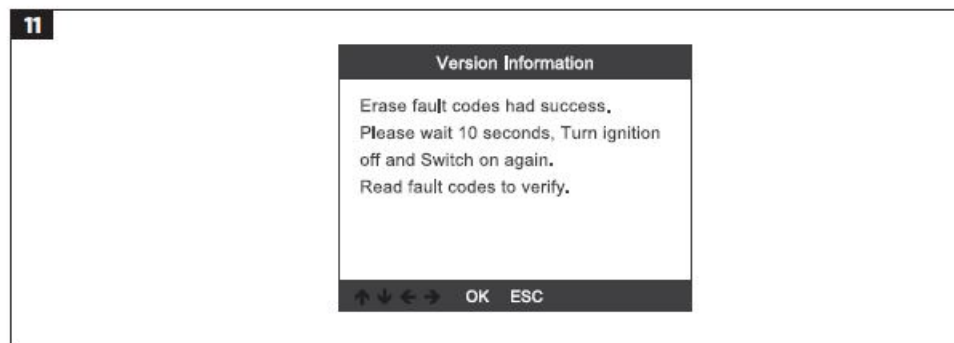 11
Version Information
Erase fault codes had success.
Please wait 10 seconds, Turn ignition
off and Switch on again.
Read fault codes to verify.
OK ESC